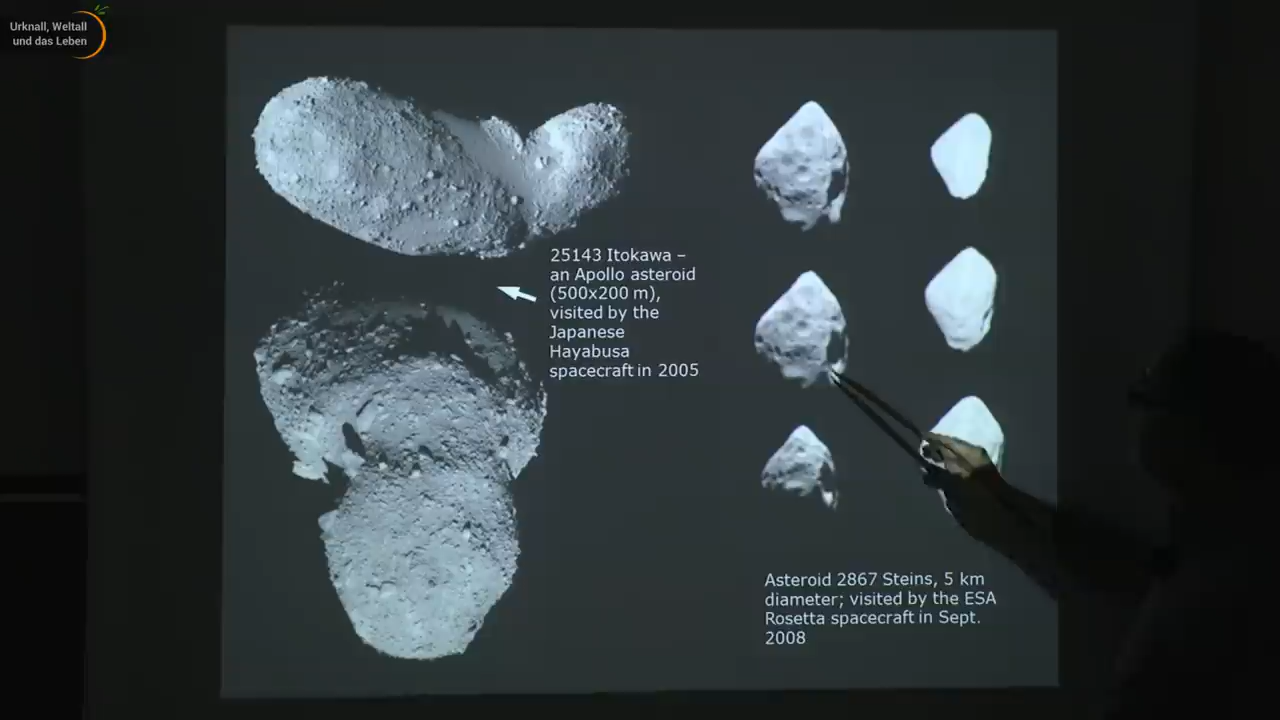 Urknall, Weltall
und das Leben
25143 Itokawa –
an Apollo asteroid
(500x200 m),
visited by the
Japanese
Hayabusa
spacecraft in 2005
Asteroid 2867 Steins, 5 km
diameter; visited by the ESA
Rosetta spacecraft in Sept.
2008